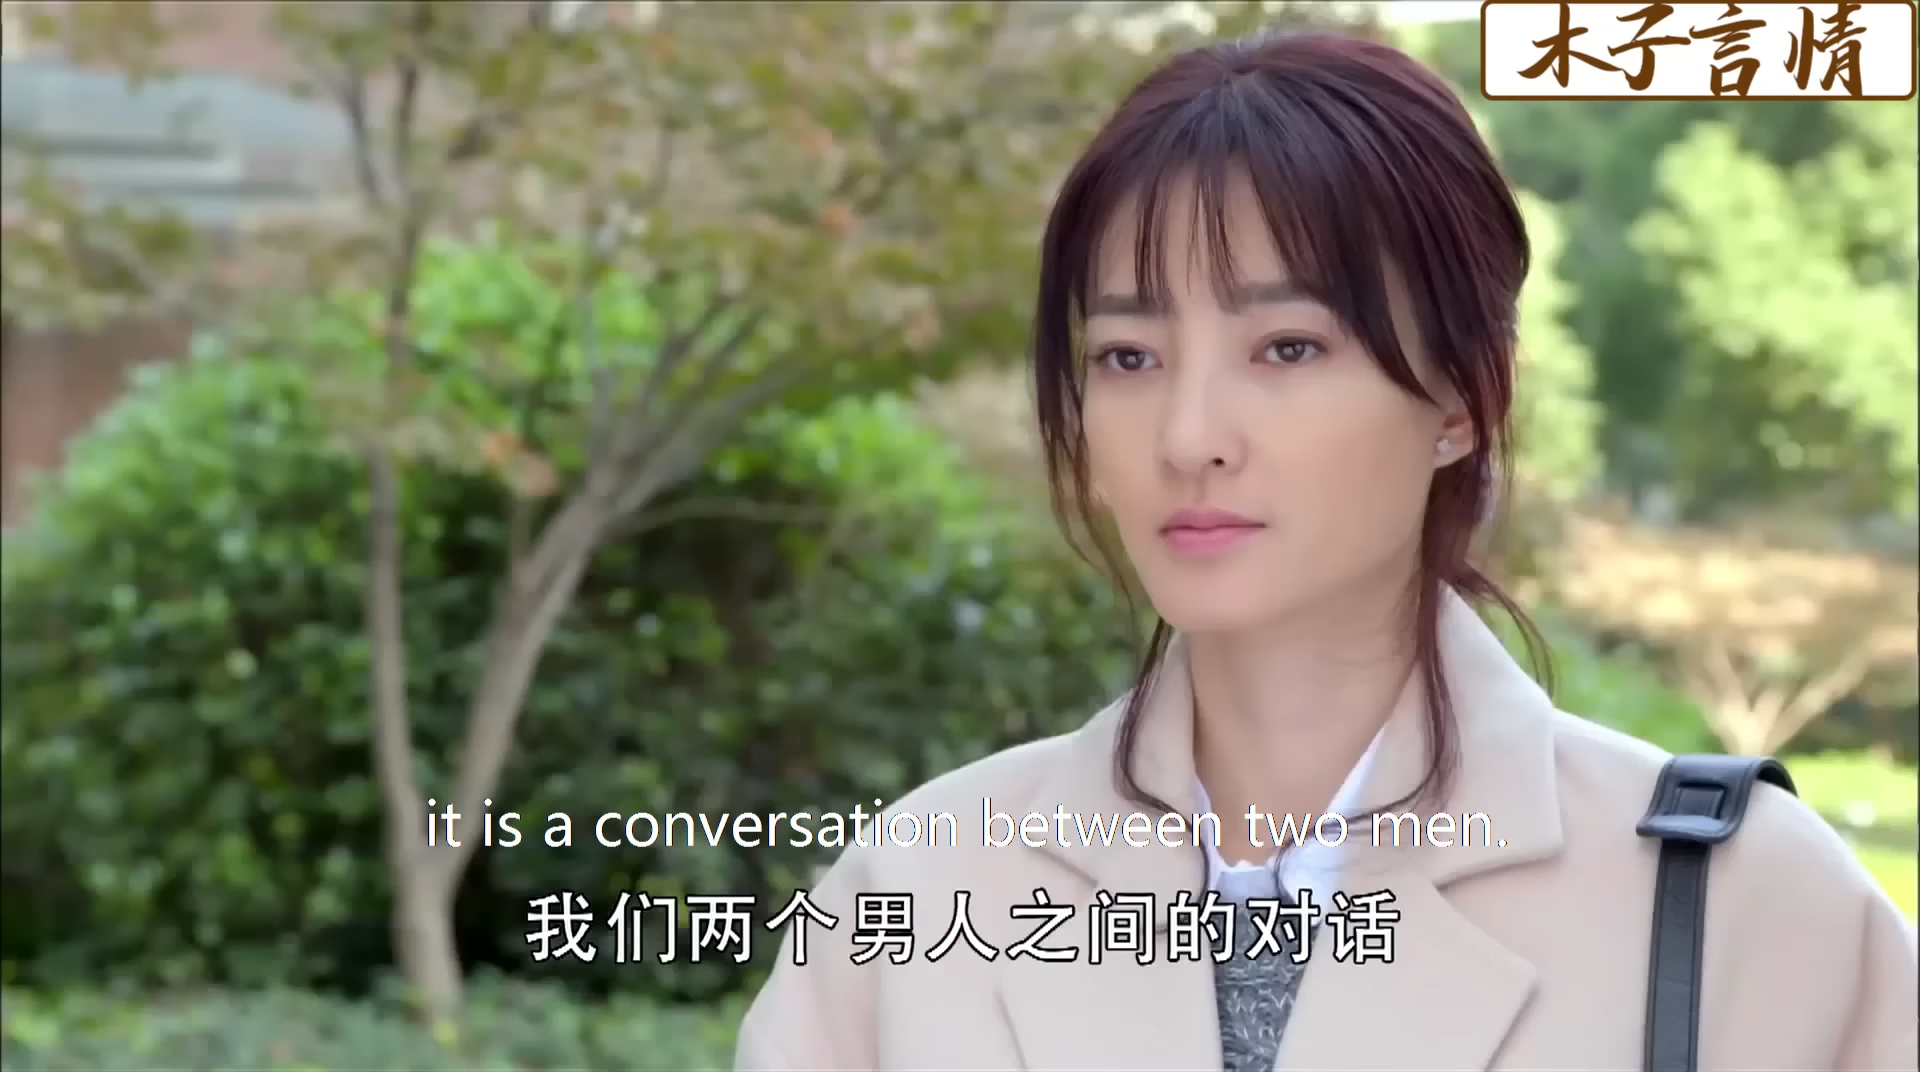 木子言情
it is a conversation between two men.
我们两个男人之间的对话